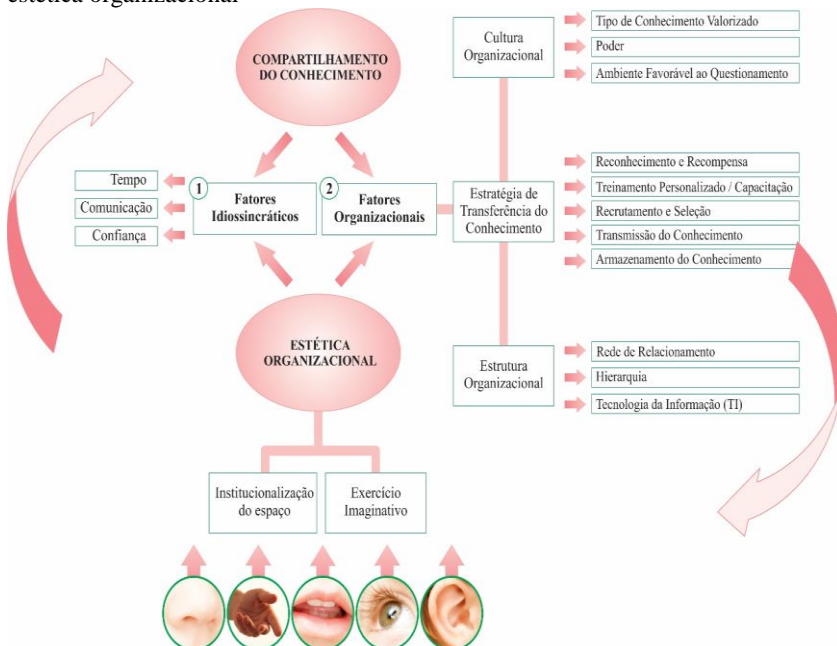 estética organizacional
COMPARTILHAMENTO
DO CONHECIMENTO
Cultura
Organizacional
Tipo de Conhecimento Valorizado
Poder
Ambiente Favorável ao Questionamento
Tempo
Comunicação
Confiança
1
Fatores
Idiossincráticos
2
Fatores
Organizacionais
Estratégia de
Transferência do
Conhecimento
Reconhecimento e Recompensa
Treinamento Personalizado / Capacitação
Recrutamento e Seleção
Transmissão do Conhecimento
Armazenamento do Conhecimento
ESTÉTICA
ORGANIZACIONAL
Estrutura
Organizacional
Rede de Relacionamento
Hierarquia
Tecnologia da Informação (TI)
Institucionalização
do espaço
Exercício
Imaginativo